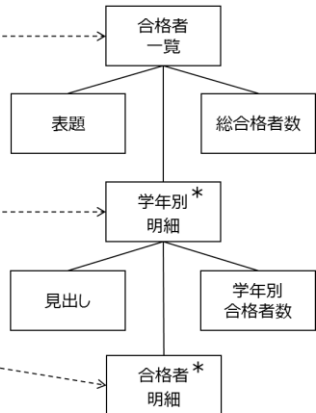 合格者
一覧
表題
総合格者数
学年別*
明細
見出し
学年別
合格者数
合格者*
明細